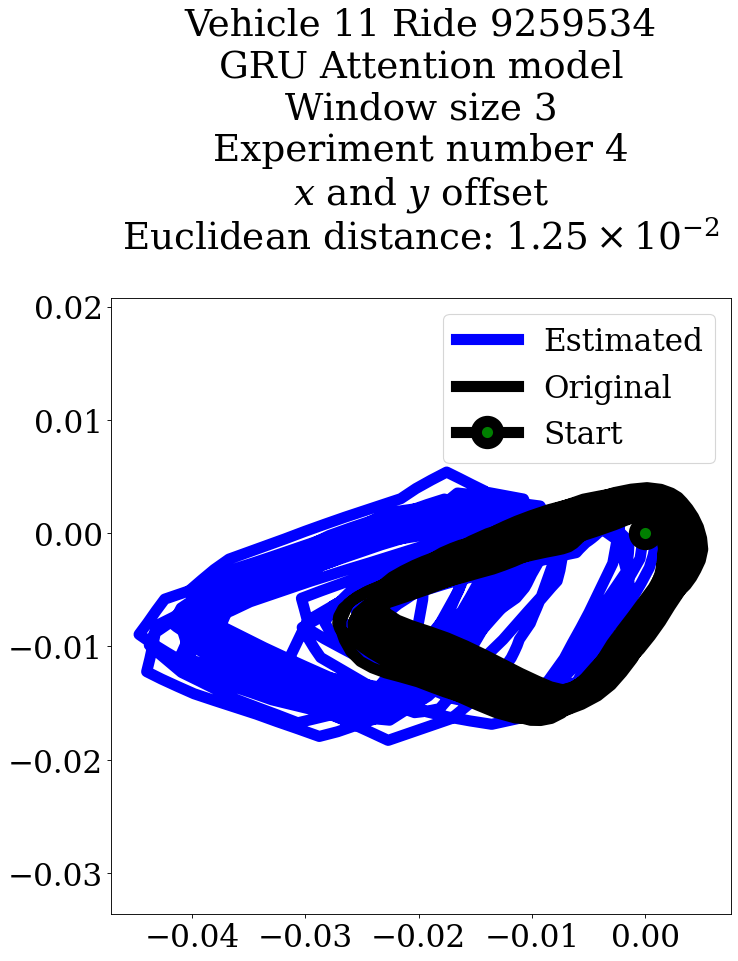 Vehicle 11 Ride 9259534
GRU Attention model
Window size 3
Experiment number 4
x and y offset
Euclidean distance: 1.25 × 10⁻²
Estimated
Original
Start
0.02
0.01
0.00
−0.01
−0.02
−0.03
−0.04 −0.03 −0.02 −0.01 0.00